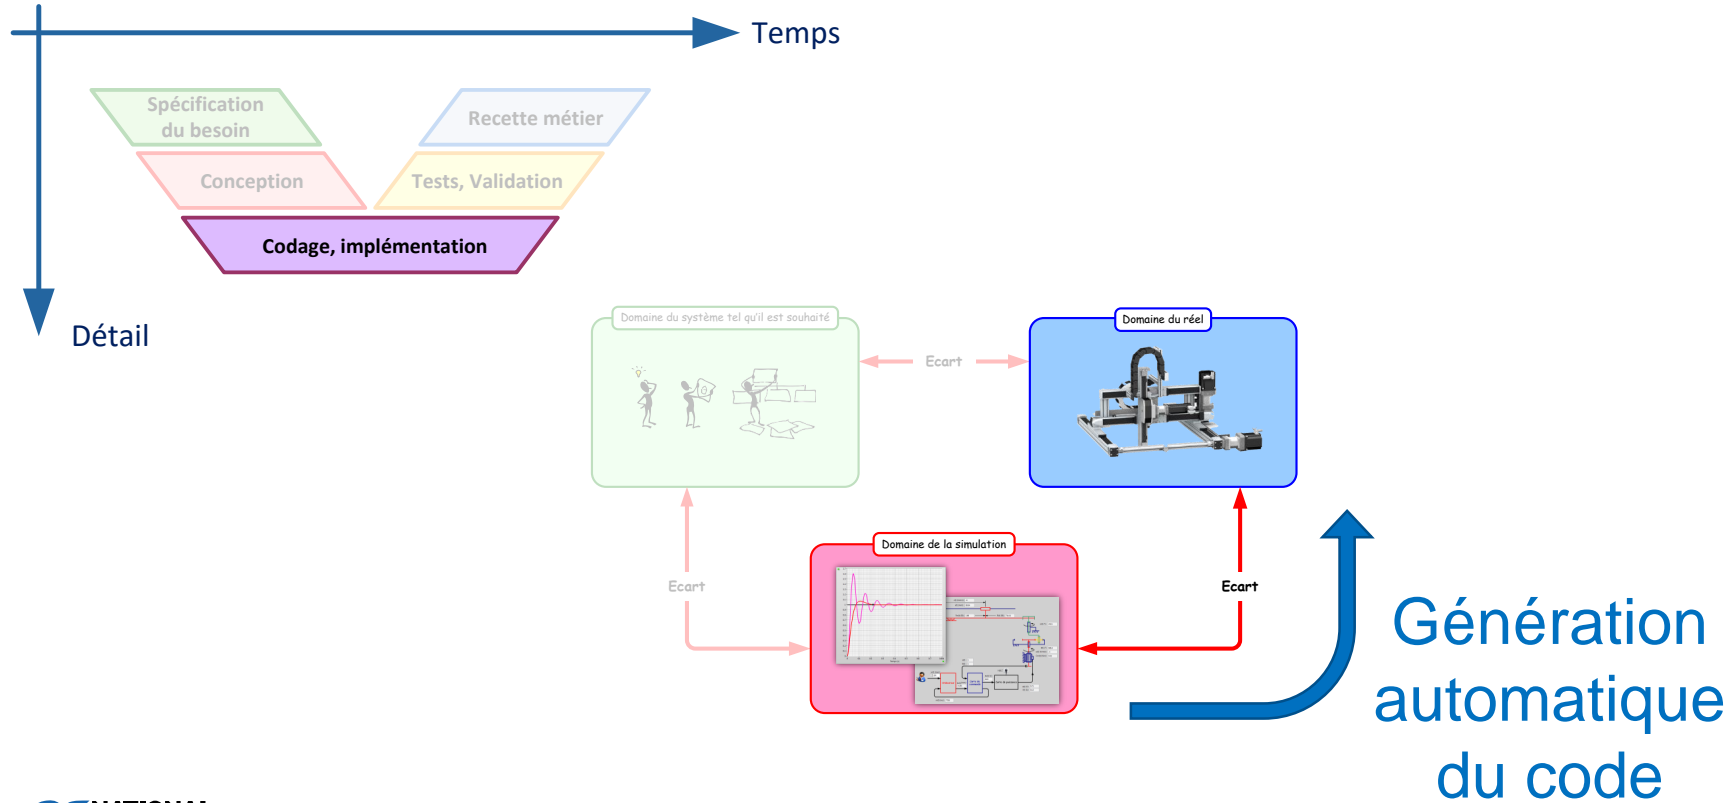 Temps
Spécification
du besoin
Recette métier
Conception
Tests, Validation
Codage, implémentation
Détail
Domaine du système tel qu'il est souhaité
Domaine du réel
Ecart
Domaine de la simulation
Ecart
Ecart
Génération
automatique
du code